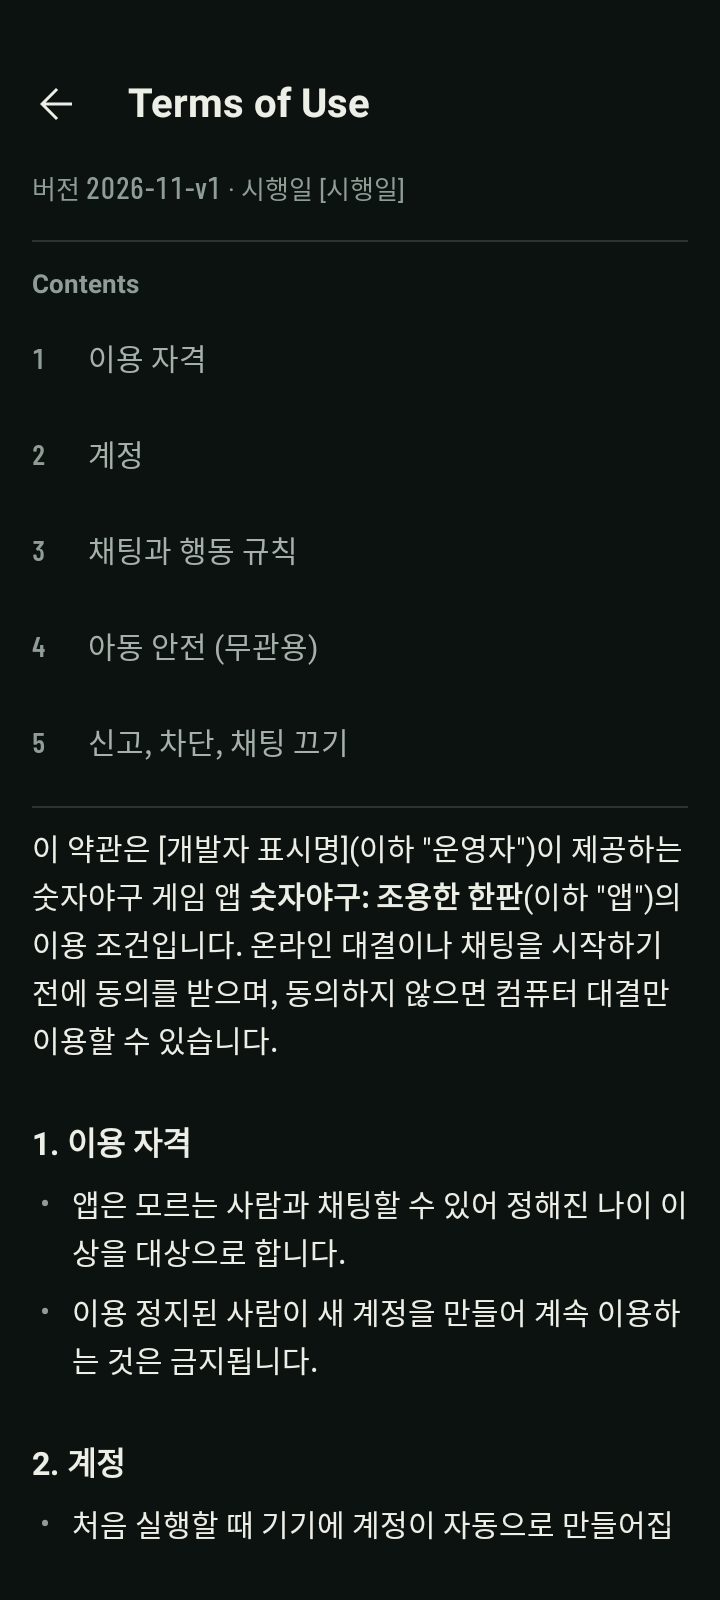 Terms of Use
버전 2026-11-v1 · 시행일 [시행일]
Contents
1 이용 자격
2 계정
3 채팅과 행동 규칙
4 아동 안전 (무관용)
5 신고, 차단, 채팅 끄기
이 약관은 [개발자 표시명](이하 "운영자")이 제공하는
숫자야구 게임 앱 숫자야구: 조용한 한판(이하 "앱")의
이용 조건입니다. 온라인 대결이나 채팅을 시작하기
전에 동의를 받으며, 동의하지 않으면 컴퓨터 대결만
이용할 수 있습니다.
1. 이용 자격
• 앱은 모르는 사람과 채팅할 수 있어 정해진 나이 이
상을 대상으로 합니다.
• 이용 정지된 사람이 새 계정을 만들어 계속 이용하
는 것은 금지됩니다.
2. 계정
• 처음 실행할 때 기기에 계정이 자동으로 만들어집